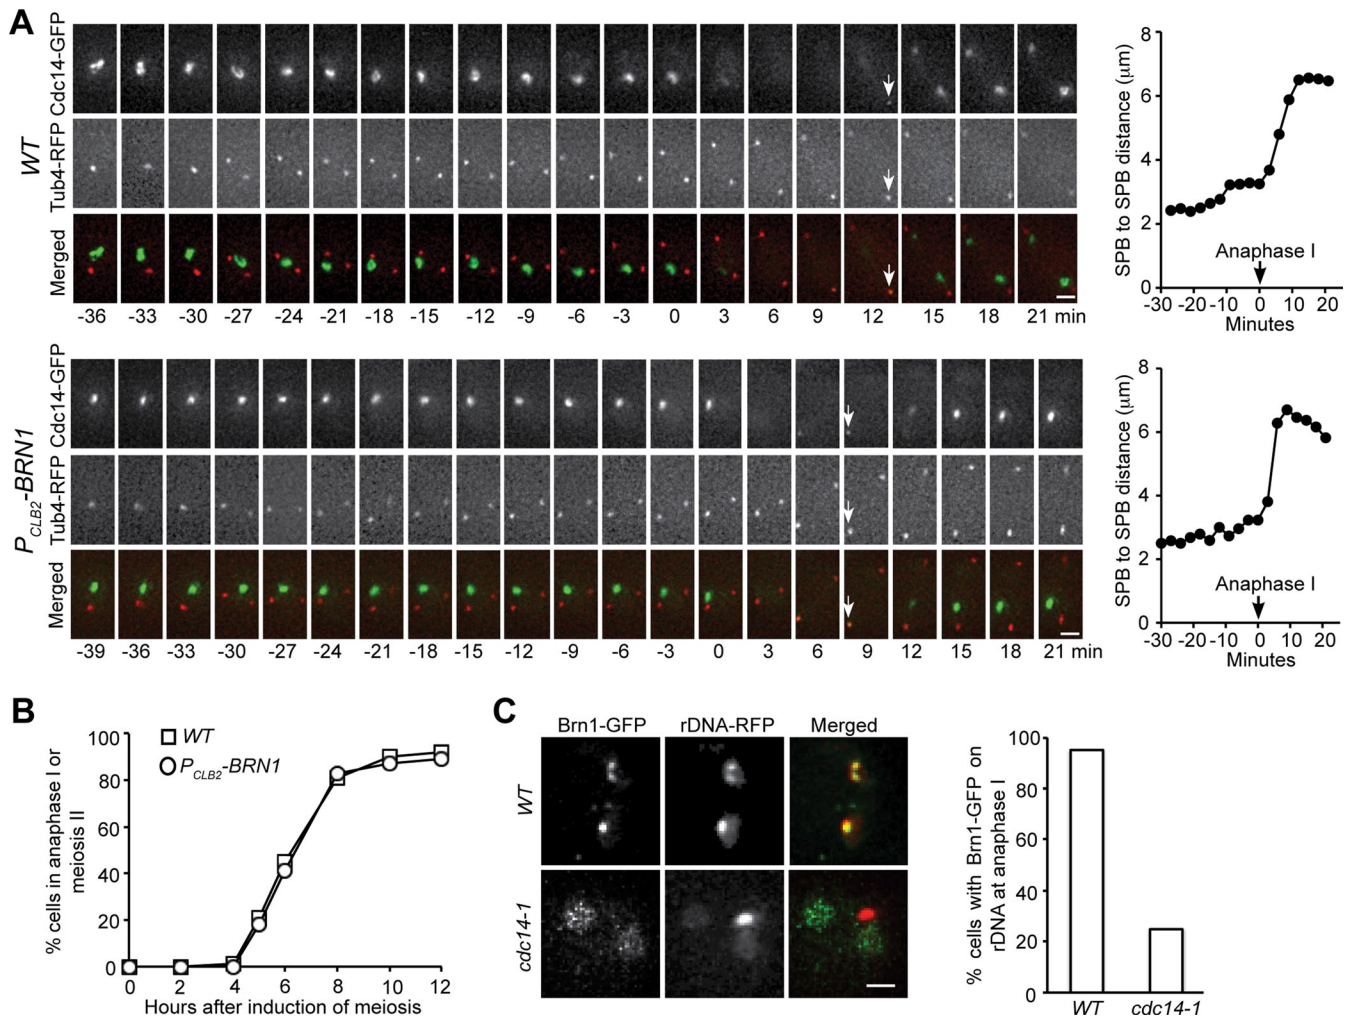 A
WT
Cdc14-GFP
Tub4-RFP
Merged
-36 -33 -30 -27 -24 -21 -18 -15 -12 -9 -6 -3 0 3 6 9 12 15 18 21 min
SPB to SPB distance (µm)
8
6
4
2
0
Anaphase I
-30 -20 -10 0 10 20
Minutes
P_CLB2-BRN1
Cdc14-GFP
Tub4-RFP
Merged
-39 -36 -33 -30 -27 -24 -21 -18 -15 -12 -9 -6 -3 0 3 6 9 12 15 18 21 min
SPB to SPB distance (µm)
8
6
4
2
0
Anaphase I
-30 -20 -10 0 10 20
Minutes
B
% cells in anaphase I or
meiosis II
100
80
60
40
20
0
WT
P_CLB2-BRN1
0 2 4 6 8 10 12
Hours after induction of meiosis
C
Brn1-GFP rDNA-RFP Merged
WT
cdc14-1
% cells with Brn1-GFP on
rDNA at anaphase I
100
80
60
40
20
0
WT cdc14-1